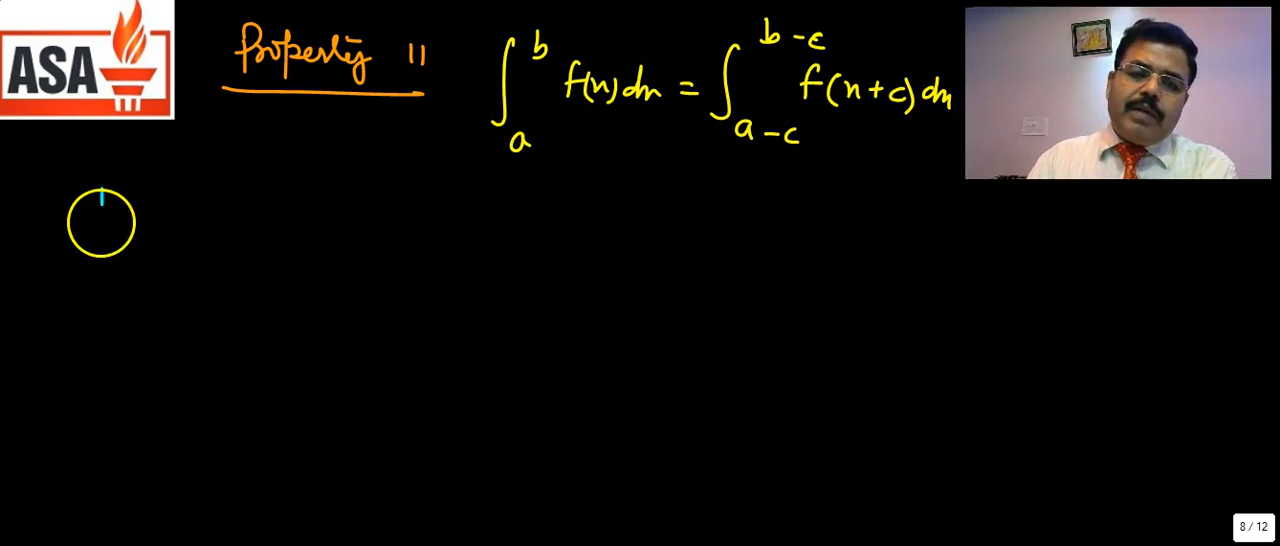 ASA
Property 11
∫_a^b f(x)dx = ∫_{a-c}^{b-c} f(x+c)dx
8 / 12